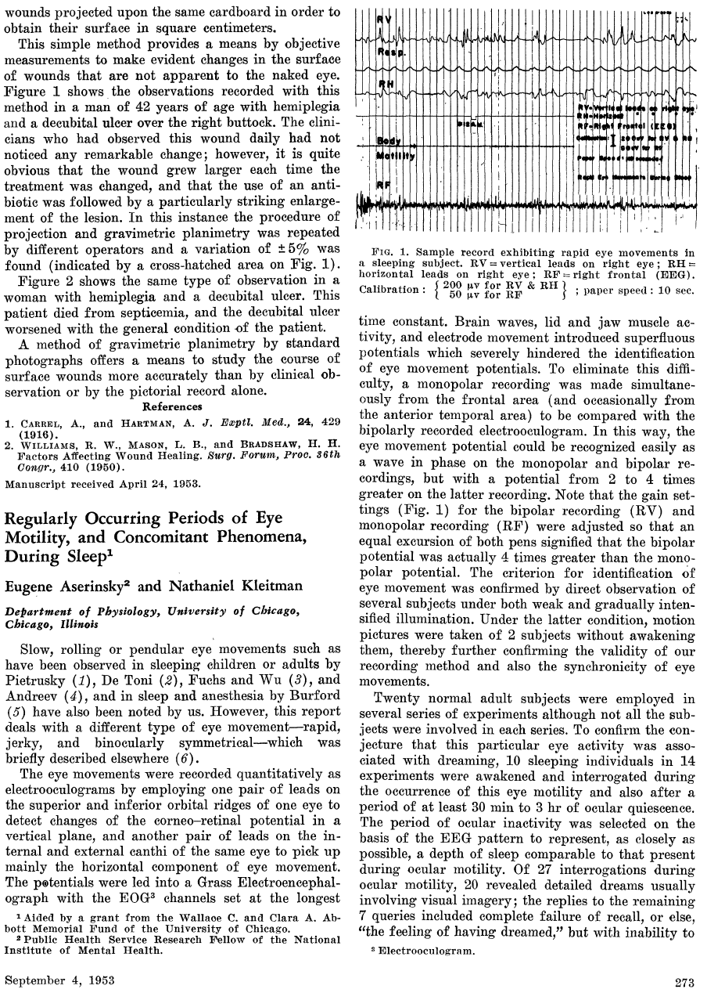 wounds projected upon the same cardboard in order to
obtain their surface in square centimeters.
This simple method provides a means by objective
measurements to make evident changes in the surface
of wounds that are not apparent to the naked eye.
Figure 1 shows the observations recorded with this
method in a man of 42 years of age with hemiplegia
and a decubital ulcer over the right buttock. The clini-
cians who had observed this wound daily had not
noticed any remarkable change; however, it is quite
obvious that the wound grew larger each time the
treatment was changed, and that the use of an anti-
biotic was followed by a particularly striking enlarge-
ment of the lesion. In this instance the procedure of
projection and gravimetric planimetry was repeated
by different operators and a variation of ±5% was
found (indicated by a cross-hatched area on Fig. 1).
Figure 2 shows the same type of observation in a
woman with hemiplegia and a decubital ulcer. This
patient died from septicemia, and the decubital ulcer
worsened with the general condition of the patient.
A method of gravimetric planimetry by standard
photographs offers a means to study the course of
surface wounds more accurately than by clinical ob-
servation or by the pictorial record alone.
References
1. CARREL, A., and HARTMAN, A. J. Exptl. Med., 24, 429
(1916).
2. WILLIAMS, R. W., MASON, L. B., and BRADSHAW, H. H.
Factors Affecting Wound Healing. Surg. Forum, Proc. 36th
Congr., 410 (1950).
Manuscript received April 24, 1953.
Regularly Occurring Periods of Eye
Motility, and Concomitant Phenomena,
During Sleep¹
Eugene Aserinsky² and Nathaniel Kleitman
Department of Physiology, University of Chicago,
Chicago, Illinois
Slow, rolling or pendular eye movements such as
have been observed in sleeping children or adults by
Pietrusky (1), De Toni (2), Fuchs and Wu (3), and
Andreev (4), and in sleep and anesthesia by Burford
(5) have also been noted by us. However, this report
deals with a different type of eye movement—rapid,
jerky, and binocularly symmetrical—which was
briefly described elsewhere (6).
The eye movements were recorded quantitatively as
electrooculograms by employing one pair of leads on
the superior and inferior orbital ridges of one eye to
detect changes of the corneo–retinal potential in a
vertical plane, and another pair of leads on the in-
ternal and external canthi of the same eye to pick up
mainly the horizontal component of eye movement.
The potentials were led into a Grass Electroencephal-
ograph with the EOG³ channels set at the longest
¹ Aided by a grant from the Wallace C. and Clara A. Ab-
bott Memorial Fund of the University of Chicago.
² Public Health Service Research Fellow of the National
Institute of Mental Health.
RV
Resp.
RH
RV-Vertical leads on right eye
RH-Horizontal
RF-Right Frontal (EEG)
Body
Motility
Rapid Eye Movements During Sleep
RF
FIG. 1. Sample record exhibiting rapid eye movements in
a sleeping subject. RV = vertical leads on right eye; RH =
horizontal leads on right eye; RF = right frontal (EEG).
Calibration: { 200 μv for RV & RH
50 μv for RF } ; paper speed: 10 sec.
time constant. Brain waves, lid and jaw muscle ac-
tivity, and electrode movement introduced superfluous
potentials which severely hindered the identification
of eye movement potentials. To eliminate this diffi-
culty, a monopolar recording was made simultane-
ously from the frontal area (and occasionally from
the anterior temporal area) to be compared with the
bipolarly recorded electrooculogram. In this way, the
eye movement potential could be recognized easily as
a wave in phase on the monopolar and bipolar re-
cordings, but with a potential from 2 to 4 times
greater on the latter recording. Note that the gain set-
tings (Fig. 1) for the bipolar recording (RV) and
monopolar recording (RF) were adjusted so that an
equal excursion of both pens signified that the bipolar
potential was actually 4 times greater than the mono-
polar potential. The criterion for identification of
eye movement was confirmed by direct observation of
several subjects under both weak and gradually inten-
sified illumination. Under the latter condition, motion
pictures were taken of 2 subjects without awakening
them, thereby further confirming the validity of our
recording method and also the synchronicity of eye
movements.
Twenty normal adult subjects were employed in
several series of experiments although not all the sub-
jects were involved in each series. To confirm the con-
jecture that this particular eye activity was asso-
ciated with dreaming, 10 sleeping individuals in 14
experiments were awakened and interrogated during
the occurrence of this eye motility and also after a
period of at least 30 min to 3 hr of ocular quiescence.
The period of ocular inactivity was selected on the
basis of the EEG pattern to represent, as closely as
possible, a depth of sleep comparable to that present
during ocular motility. Of 27 interrogations during
ocular motility, 20 revealed detailed dreams usually
involving visual imagery; the replies to the remaining
7 queries included complete failure of recall, or else,
“the feeling of having dreamed,” but with inability to
³ Electrooculogram.
September 4, 1953
273